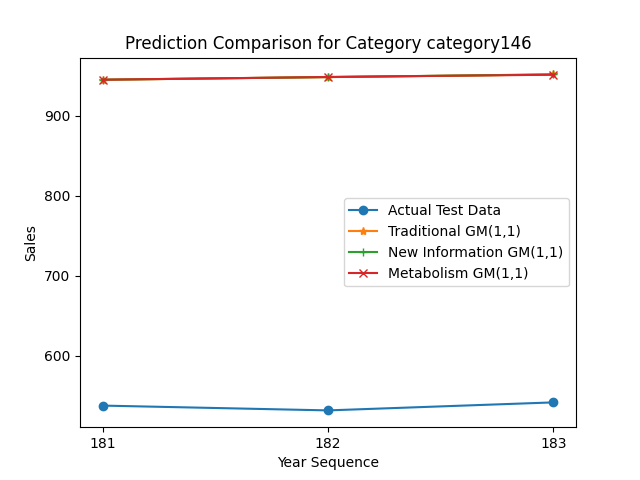 Prediction Comparison for Category category146
900
800
700
600
Sales
Actual Test Data
Traditional GM(1,1)
New Information GM(1,1)
Metabolism GM(1,1)
181
182
183
Year Sequence